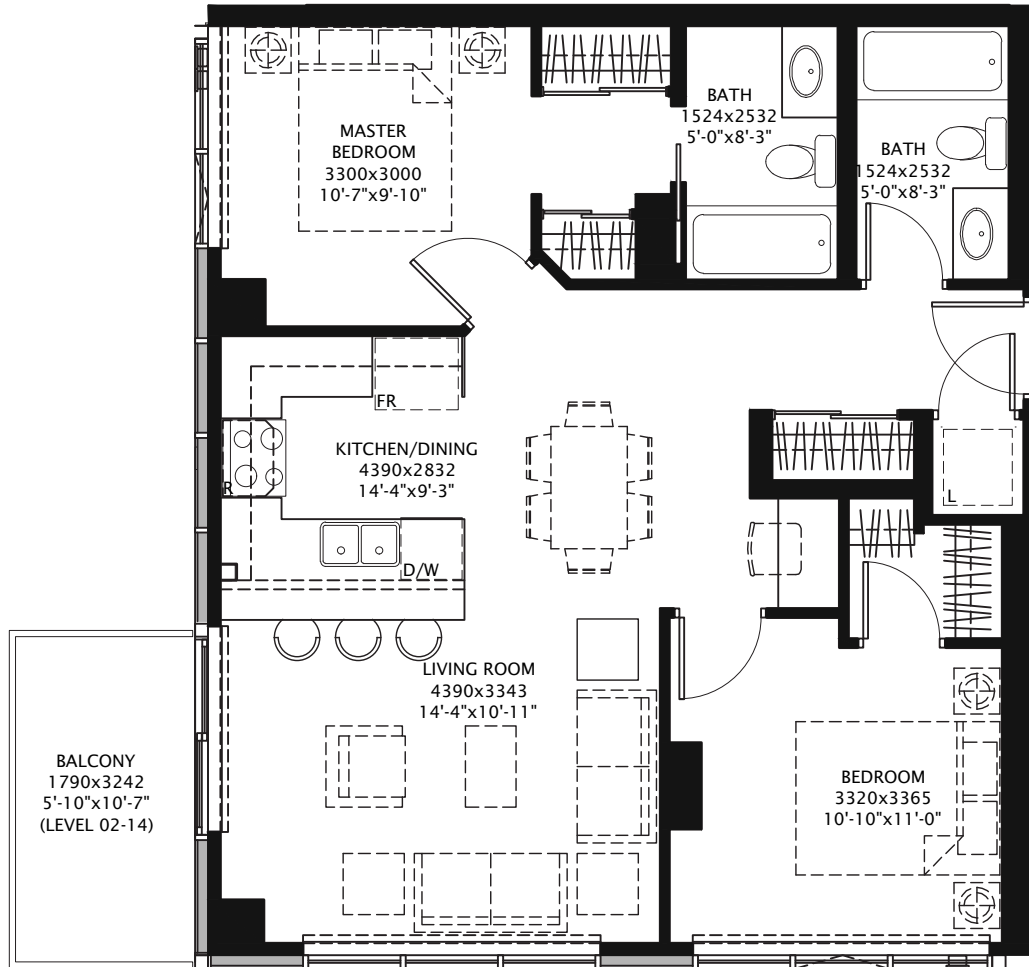 MASTER
BEDROOM
3300x3000
10'-7"x9'-10"
BATH
1524x2532
5'-0"x8'-3"
BATH
1524x2532
5'-0"x8'-3"
FR
KITCHEN/DINING
4390x2832
14'-4"x9'-3"
R
D/W
L
LIVING ROOM
4390x3343
14'-4"x10'-11"
BALCONY
1790x3242
5'-10"x10'-7"
(LEVEL 02-14)
BEDROOM
3320x3365
10'-10"x11'-0"